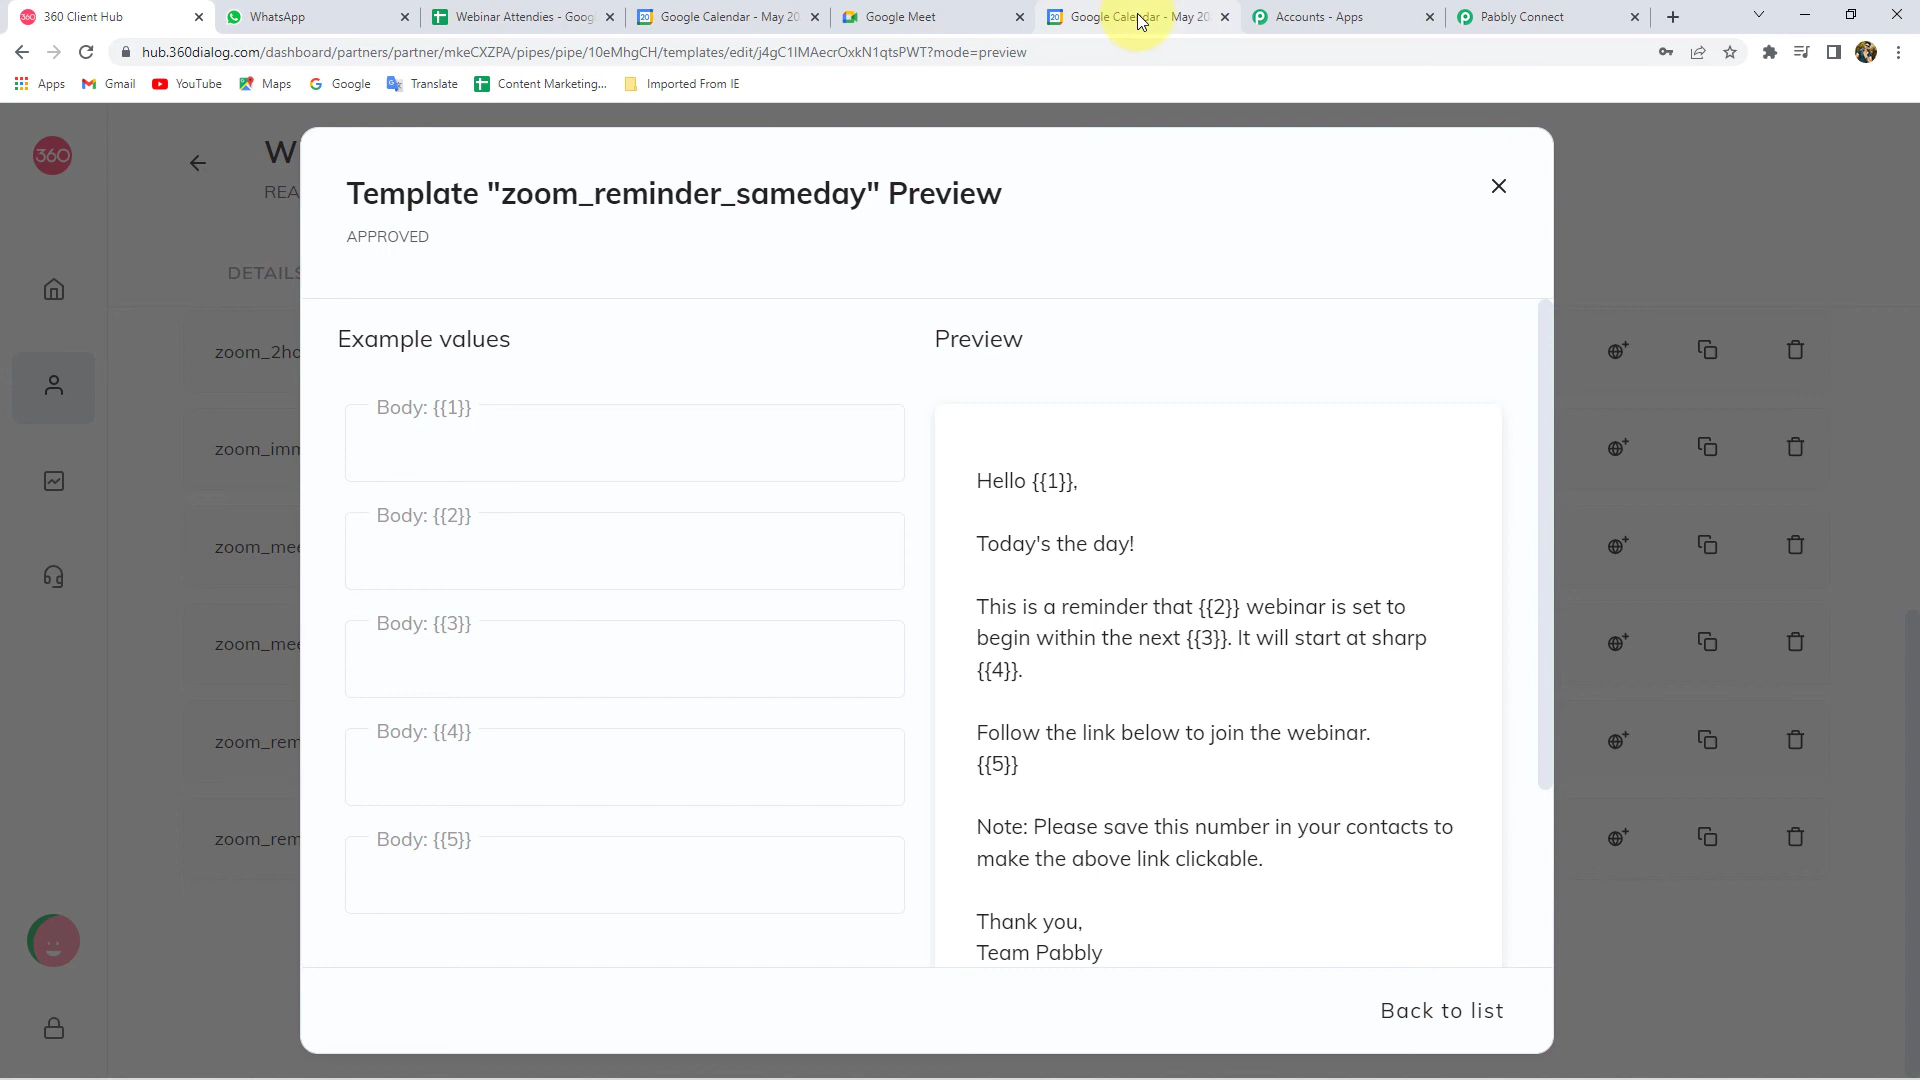 360 Client Hub
WhatsApp
Webinar Attendies - Goog
Google Calendar - May 20
Google Meet
Google Calendar - May 20
Accounts - Apps
Pabbly Connect
hub.360dialog.com/dashboard/partners/partner/mkeCXZPA/pipes/pipe/10eMhgCH/templates/edit/j4gC1IMAecrOxkN1qtsPWT?mode=preview
Apps
Gmail
YouTube
Maps
Google
Translate
Content Marketing...
Imported From IE
360
W
REA
DETAILS
Template "zoom_reminder_sameday" Preview
APPROVED
Example values
Preview
zoom_2ho
zoom_imm
zoom_mee
zoom_mee
zoom_rem
zoom_rem
Body: {{1}}
Body: {{2}}
Body: {{3}}
Body: {{4}}
Body: {{5}}
Hello {{1}},
Today's the day!
This is a reminder that {{2}} webinar is set to
begin within the next {{3}}. It will start at sharp
{{4}}.
Follow the link below to join the webinar.
{{5}}
Note: Please save this number in your contacts to
make the above link clickable.
Thank you,
Team Pabbly
Back to list